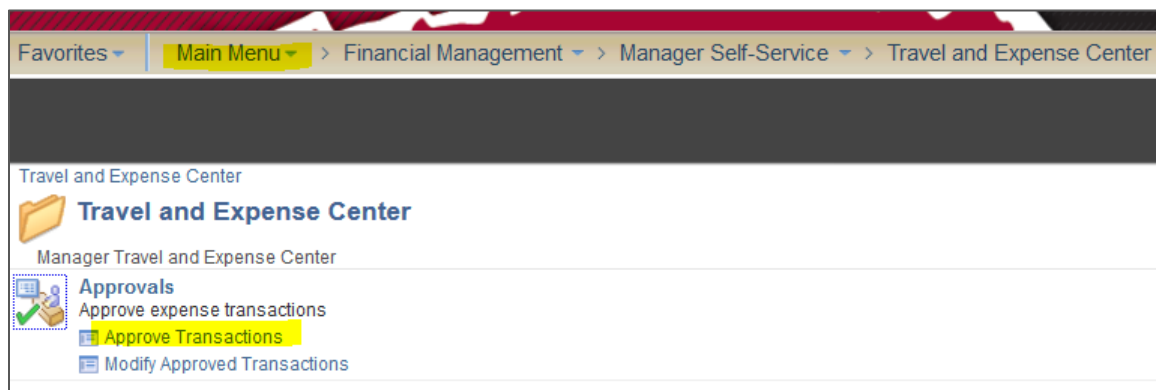 Favorites Main Menu > Financial Management > Manager Self-Service > Travel and Expense Center
Travel and Expense Center
Travel and Expense Center
Manager Travel and Expense Center
Approvals
Approve expense transactions
Approve Transactions
Modify Approved Transactions